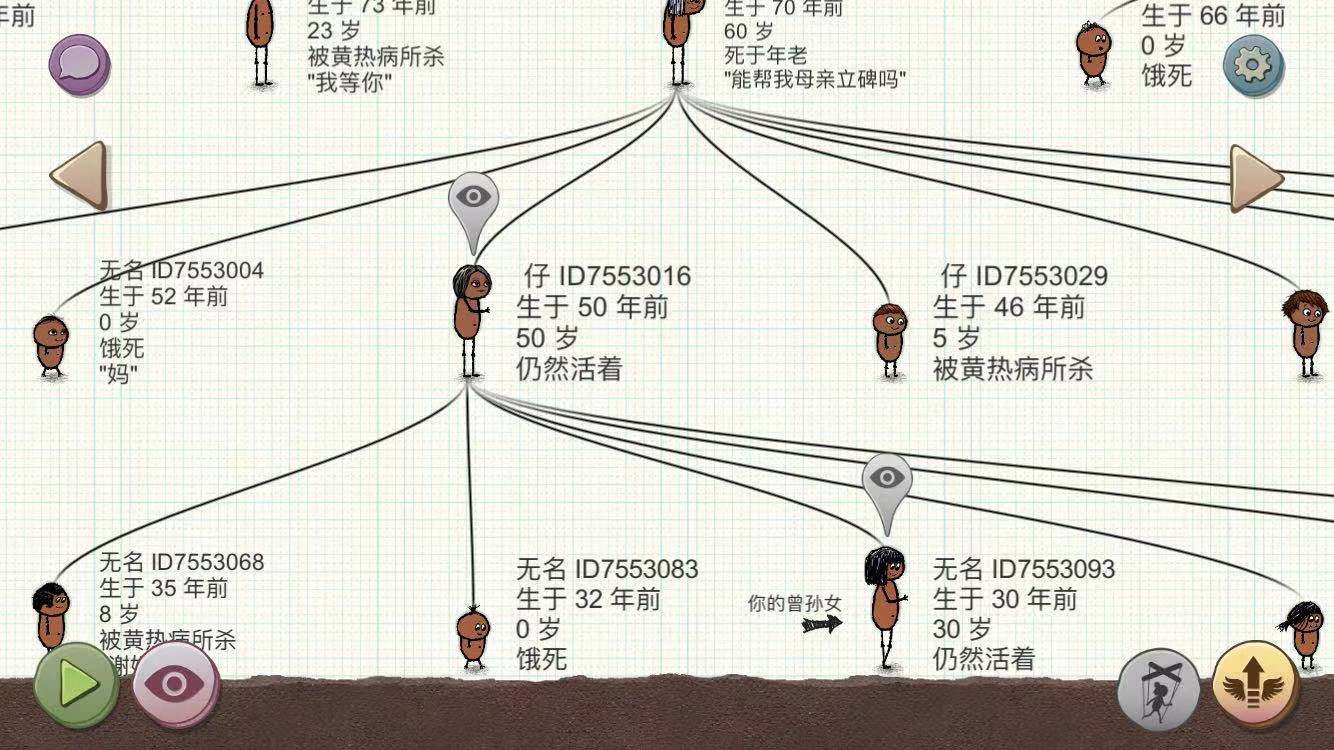 年前
生于 73 年前
23 岁
被黄热病所杀
"我等你"
生于 70 年前
60 岁
死于年老
"能帮我母亲立碑吗"
生于 66 年前
0 岁
饿死
无名 ID7553004
生于 52 年前
0 岁
饿死
"妈"
仔 ID7553016
生于 50 年前
50 岁
仍然活着
仔 ID7553029
生于 46 年前
5 岁
被黄热病所杀
无名 ID7553068
生于 35 年前
8 岁
被黄热病所杀
无名 ID7553083
生于 32 年前
0 岁
饿死
你的曾孙女
无名 ID7553093
生于 30 年前
30 岁
仍然活着